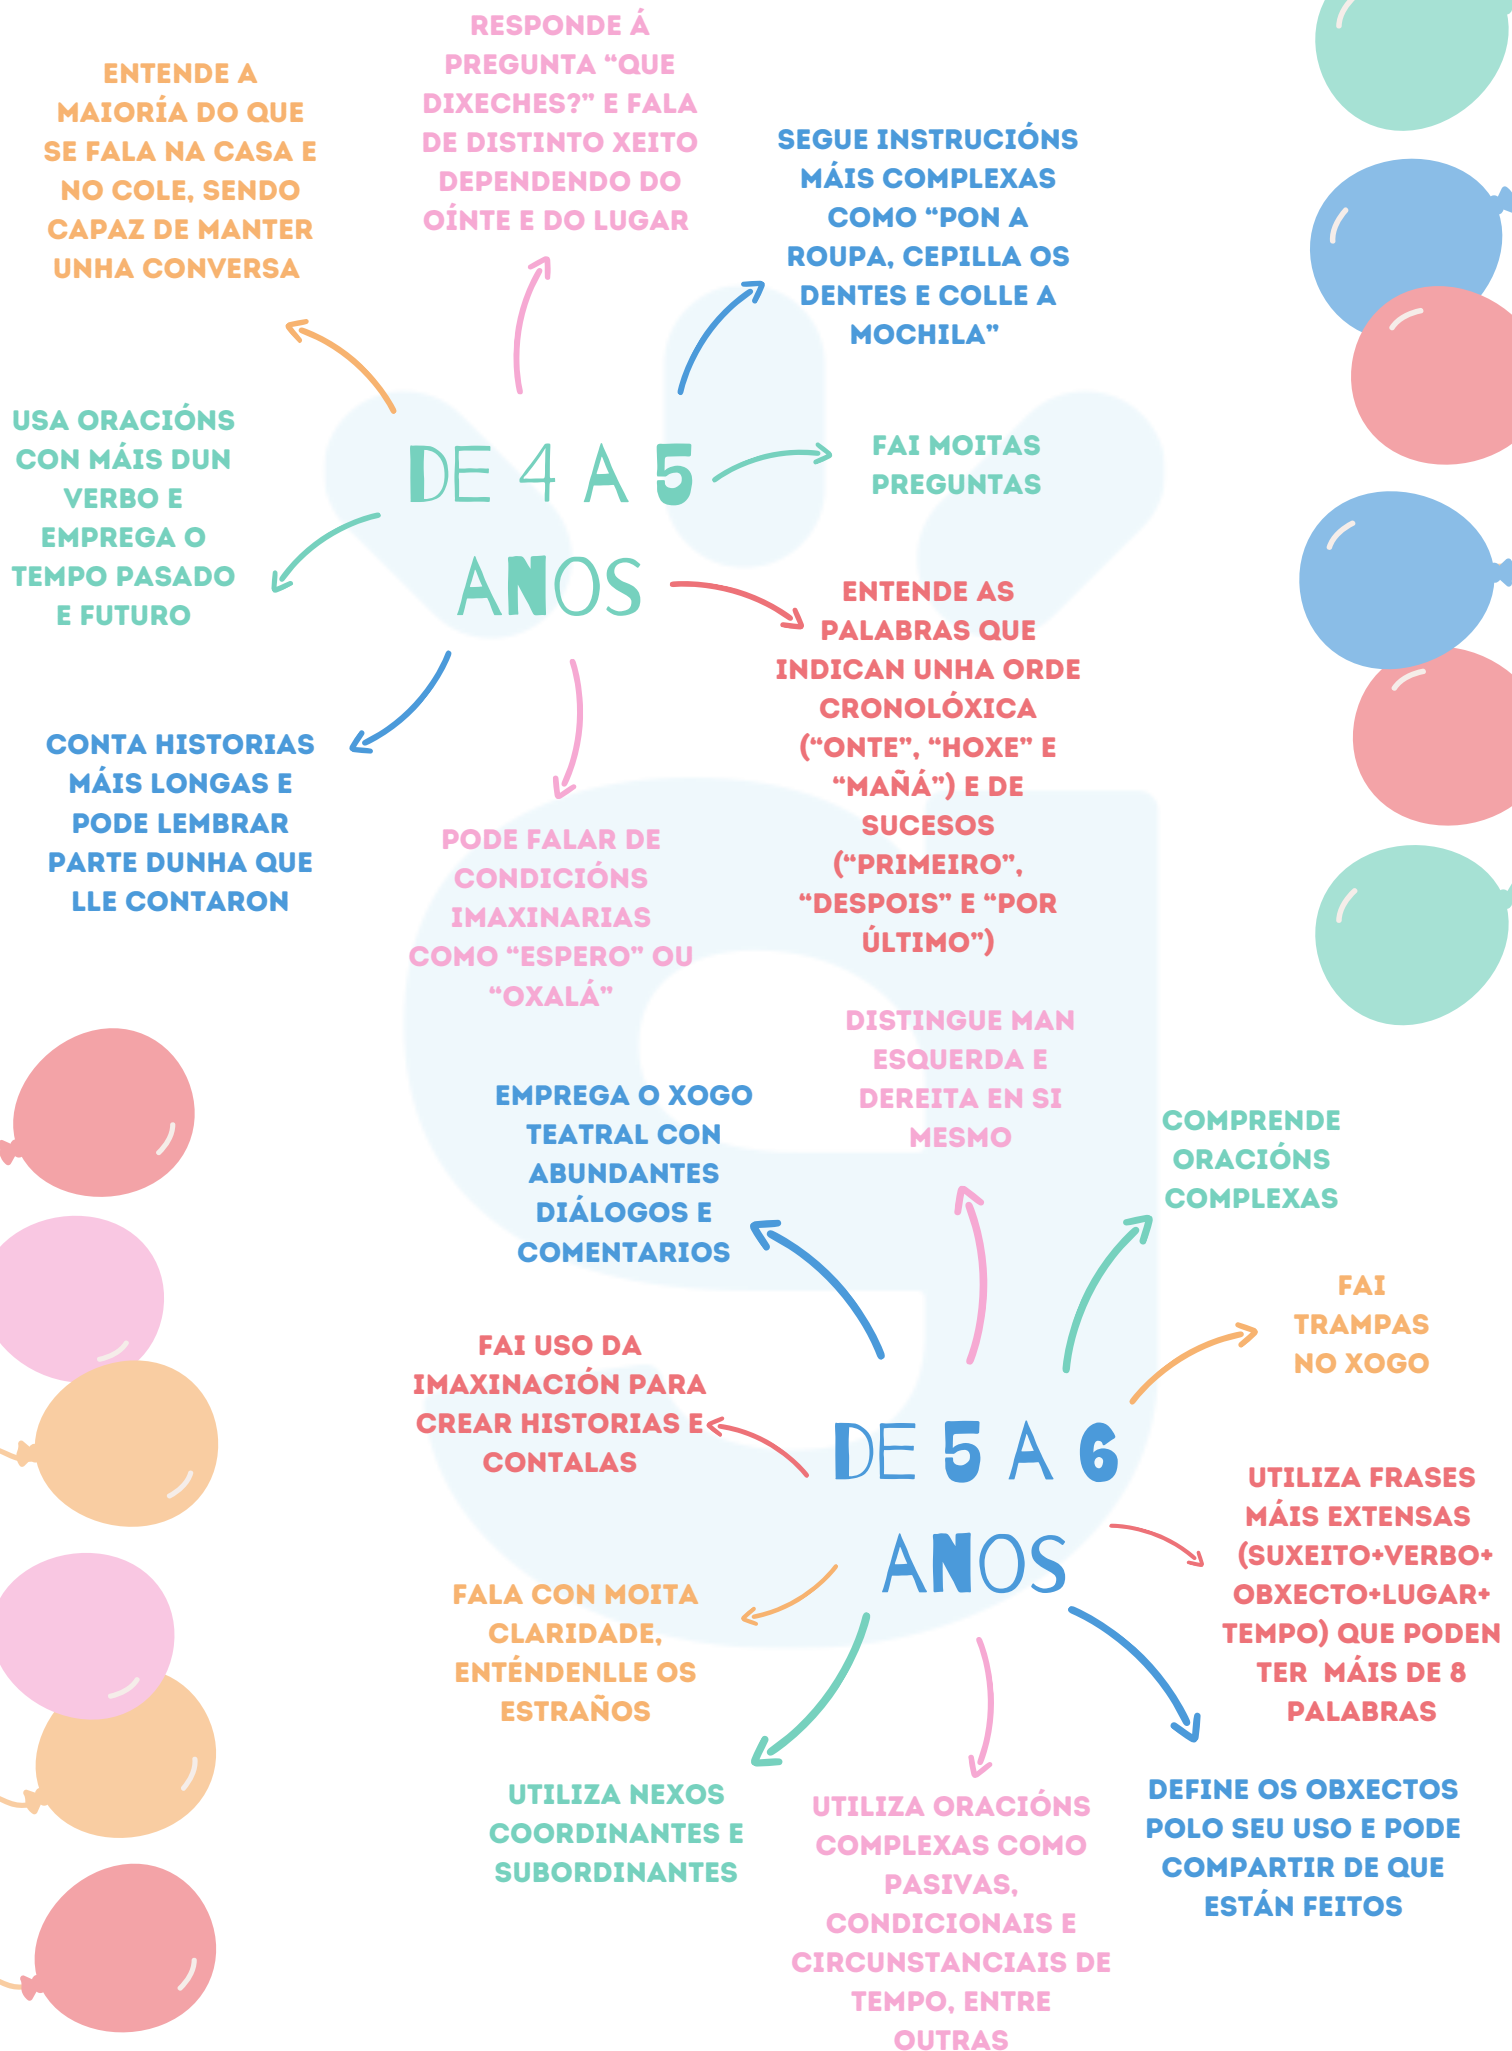 RESPONDE Á
PREGUNTA “QUE
DIXECHES?” E FALA
DE DISTINTO XEITO
DEPENDENDO DO
OÍNTE E DO LUGAR
ENTENDE A
MAIORÍA DO QUE
SE FALA NA CASA E
NO COLE, SENDO
CAPAZ DE MANTER
UNHA CONVERSA
SEGUE INSTRUCIÓNS
MÁIS COMPLEXAS
COMO “PON A
ROUPA, CEPILLA OS
DENTES E COLLE A
MOCHILA”
USA ORACIÓNS
CON MÁIS DUN
VERBO E
EMPREGA O
TEMPO PASADO
E FUTURO
DE 4 A 5
ANOS
FAI MOITAS
PREGUNTAS
ENTENDE AS
PALABRAS QUE
INDICAN UNHA ORDE
CRONOLÓXICA
(“ONTE”, “HOXE” E
“MAÑÁ”) E DE
SUCESOS
(“PRIMEIRO”,
“DESPOIS” E “POR
ÚLTIMO”)
CONTA HISTORIAS
MÁIS LONGAS E
PODE LEMBRAR
PARTE DUNHA QUE
LLE CONTARON
PODE FALAR DE
CONDICIÓNS
IMAXINARIAS
COMO “ESPERO” OU
“OXALÁ”
DISTINGUE MAN
ESQUERDA E
DEREITA EN SI
MESMO
EMPREGA O XOGO
TEATRAL CON
ABUNDANTES
DIÁLOGOS E
COMENTARIOS
COMPRENDE
ORACIÓNS
COMPLEXAS
FAI
TRAMPAS
NO XOGO
FAI USO DA
IMAXINACIÓN PARA
CREAR HISTORIAS E
CONTALAS
DE 5 A 6
ANOS
UTILIZA FRASES
MÁIS EXTENSAS
(SUXEITO+VERBO+
OBXECTO+LUGAR+
TEMPO) QUE PODEN
TER MÁIS DE 8
PALABRAS
FALA CON MOITA
CLARIDADE,
ENTÉNDENLLE OS
ESTRAÑOS
UTILIZA NEXOS
COORDINANTES E
SUBORDINANTES
UTILIZA ORACIÓNS
COMPLEXAS COMO
PASIVAS,
CONDICIONAIS E
CIRCUNSTANCIAIS DE
TEMPO, ENTRE
OUTRAS
DEFINE OS OBXECTOS
POLO SEU USO E PODE
COMPARTIR DE QUE
ESTÁN FEITOS